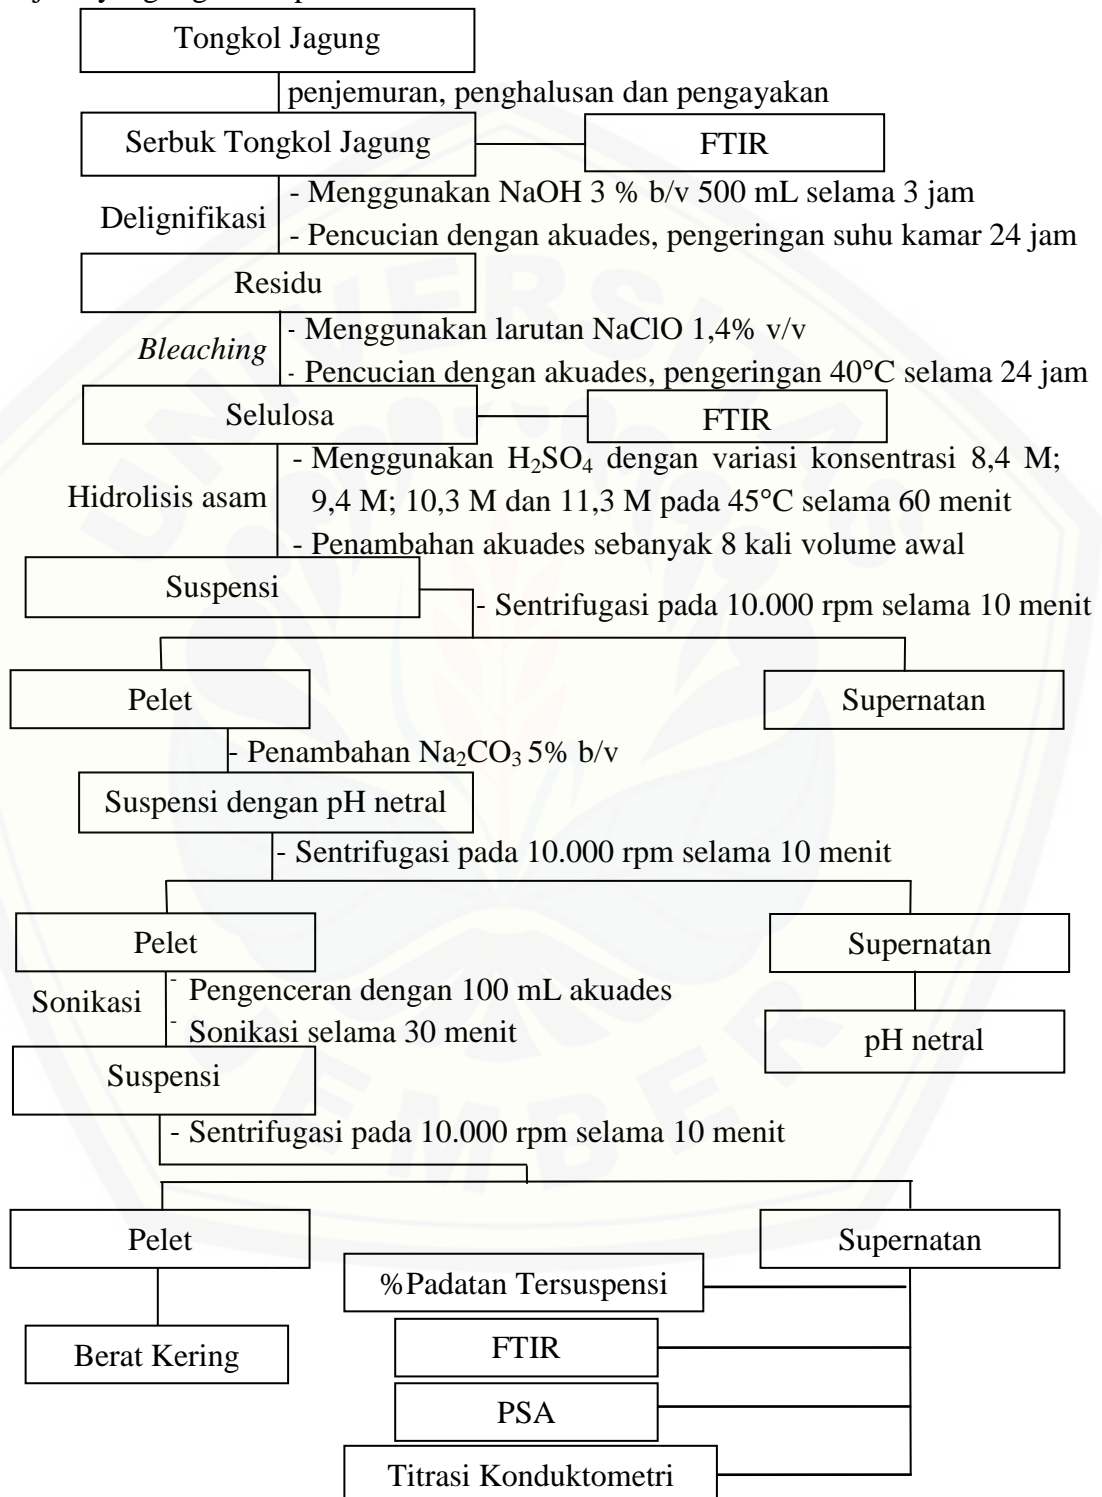 Tongkol Jagung
penjemuran, penghalusan dan pengayakan
Serbuk Tongkol Jagung
FTIR
Delignifikasi
- Menggunakan NaOH 3 % b/v 500 mL selama 3 jam
- Pencucian dengan akuades, pengeringan suhu kamar 24 jam
Residu
Bleaching
- Menggunakan larutan NaClO 1,4% v/v
- Pencucian dengan akuades, pengeringan 40°C selama 24 jam
Selulosa
FTIR
Hidrolisis asam
- Menggunakan H₂SO₄ dengan variasi konsentrasi 8,4 M;
9,4 M; 10,3 M dan 11,3 M pada 45°C selama 60 menit
- Penambahan akuades sebanyak 8 kali volume awal
Suspensi
- Sentrifugasi pada 10.000 rpm selama 10 menit
Pelet
Supernatan
- Penambahan Na₂CO₃ 5% b/v
Suspensi dengan pH netral
- Sentrifugasi pada 10.000 rpm selama 10 menit
Pelet
Supernatan
Sonikasi
- Pengenceran dengan 100 mL akuades
- Sonikasi selama 30 menit
pH netral
Suspensi
- Sentrifugasi pada 10.000 rpm selama 10 menit
Pelet
Supernatan
%Padatan Tersuspensi
Berat Kering
FTIR
PSA
Titrasi Konduktometri
UNIVERSITAS
JEMBER